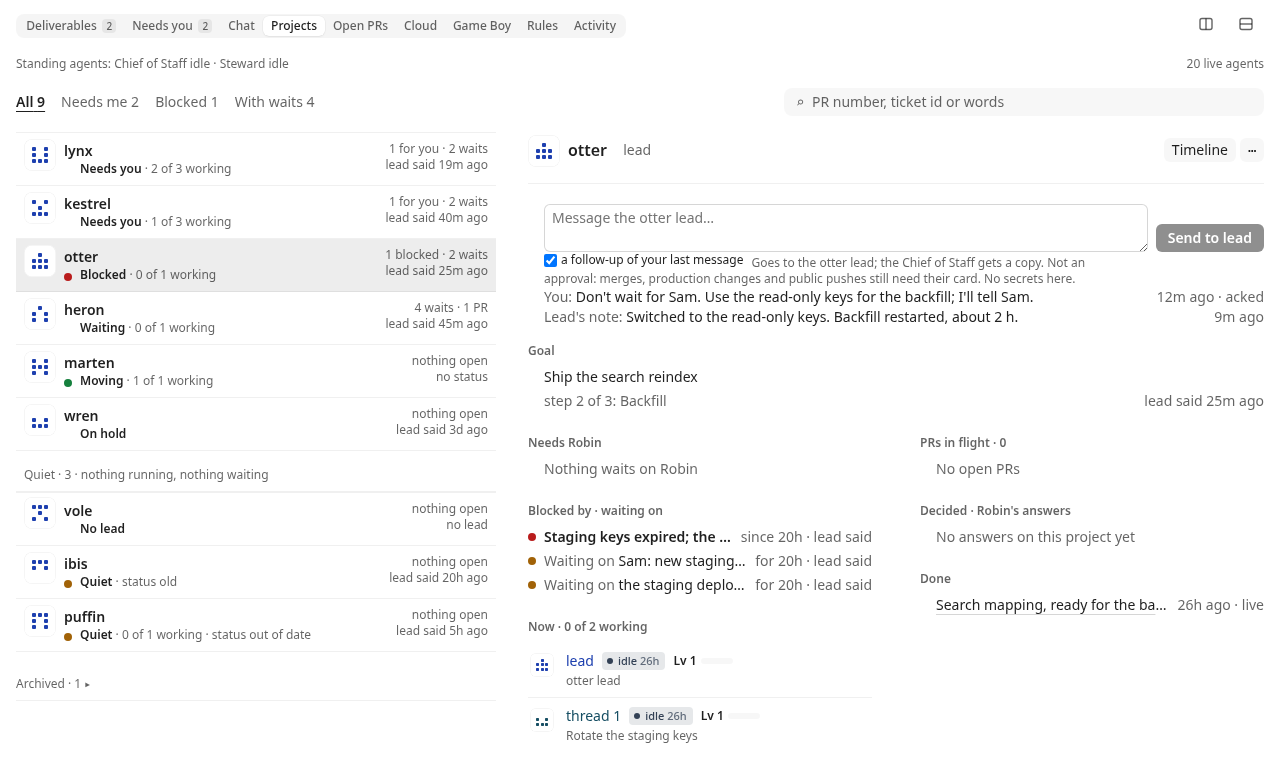 Deliverables 2 Needs you 2 Chat Projects Open PRs Cloud Game Boy Rules Activity
Standing agents: Chief of Staff idle · Steward idle
20 live agents
All 9 Needs me 2 Blocked 1 With waits 4
PR number, ticket id or words
lynx
Needs you · 2 of 3 working
1 for you · 2 waits
lead said 19m ago
kestrel
Needs you · 1 of 3 working
1 for you · 2 waits
lead said 40m ago
otter
Blocked · 0 of 1 working
1 blocked · 2 waits
lead said 25m ago
heron
Waiting · 0 of 1 working
4 waits · 1 PR
lead said 45m ago
marten
Moving · 1 of 1 working
nothing open
no status
wren
On hold
nothing open
lead said 3d ago
Quiet · 3 · nothing running, nothing waiting
vole
No lead
nothing open
no lead
ibis
Quiet · status old
nothing open
lead said 20h ago
puffin
Quiet · 0 of 1 working · status out of date
nothing open
lead said 5h ago
Archived · 1 ▸
otter lead
Timeline ···
Message the otter lead...
Send to lead
a follow-up of your last message Goes to the otter lead; the Chief of Staff gets a copy. Not an
approval: merges, production changes and public pushes still need their card. No secrets here.
You: Don't wait for Sam. Use the read-only keys for the backfill; I'll tell Sam. 12m ago · acked
Lead's note: Switched to the read-only keys. Backfill restarted, about 2 h. 9m ago
Goal
Ship the search reindex
step 2 of 3: Backfill lead said 25m ago
Needs Robin
Nothing waits on Robin
Blocked by · waiting on
Staging keys expired; the ... since 20h · lead said
Waiting on Sam: new staging... for 20h · lead said
Waiting on the staging deplo... for 20h · lead said
Now · 0 of 2 working
lead idle 26h Lv 1
otter lead
thread 1 idle 26h Lv 1
Rotate the staging keys
PRs in flight · 0
No open PRs
Decided · Robin's answers
No answers on this project yet
Done
Search mapping, ready for the ba... 26h ago · live